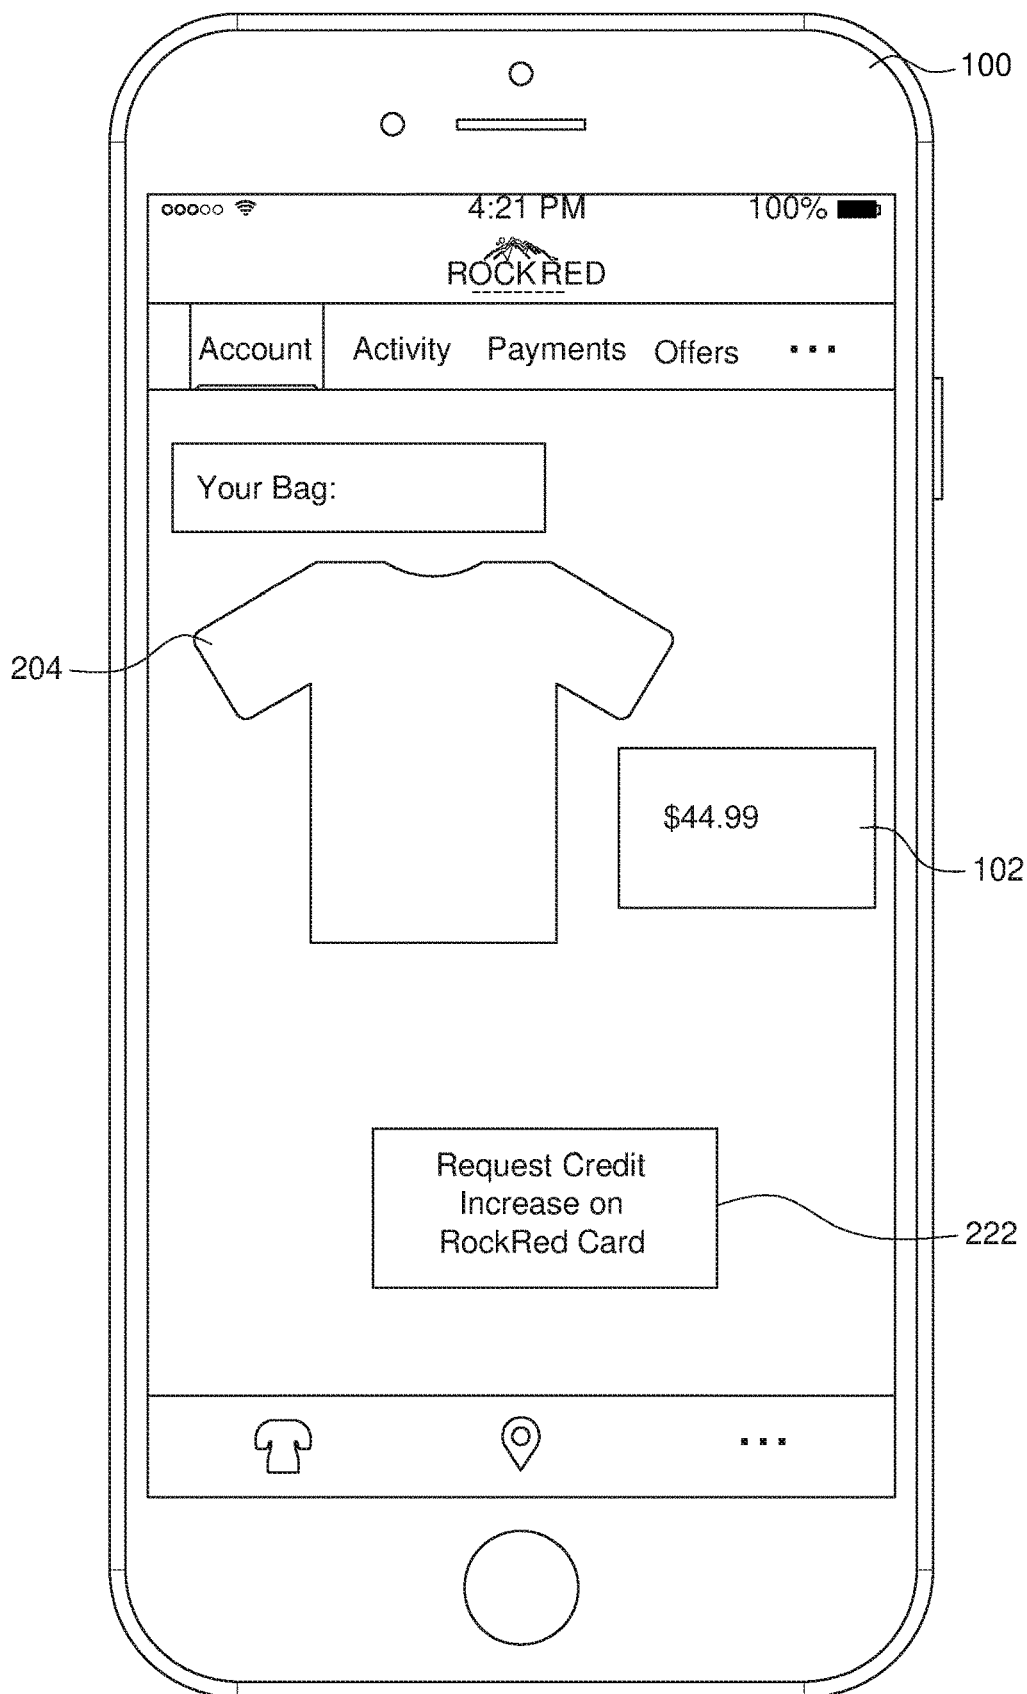 100
4:21 PM 100%
ROCKRED
Account Activity Payments Offers ...
Your Bag:
204
$44.99
102
Request Credit
Increase on
RockRed Card
222
...